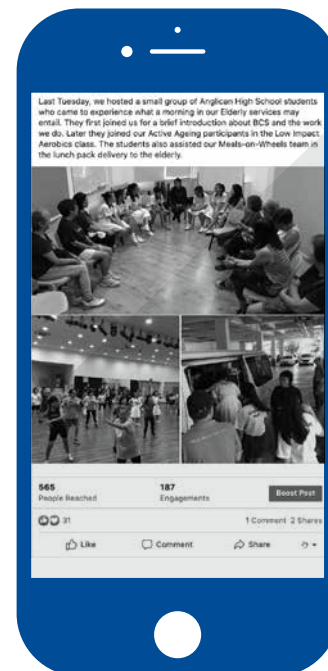 Last Tuesday, we hosted a small group of Anglican High School students
who came to experience what a morning in our Elderly services may
entail. They first joined us for a brief introduction about BCS and the work
we do. Later they joined our Active Ageing participants in the Low Impact
Aerobics class. The students also assisted our Meals-on-Wheels team in
the lunch pack delivery to the elderly.
565 187
People Reached Engagements Boost Post
31 1 Comment 2 Shares
Like Comment Share